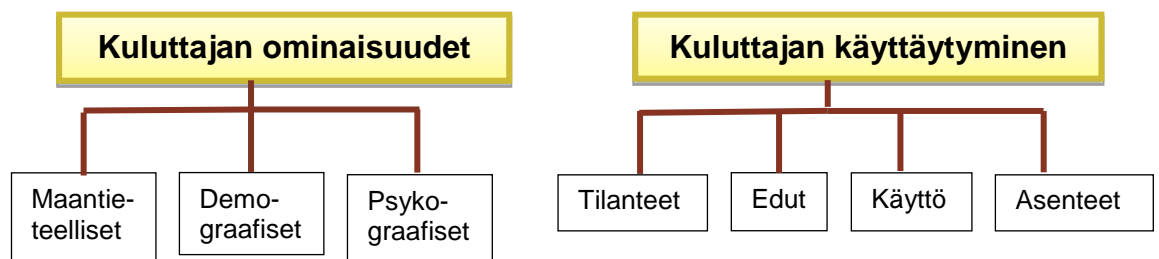 Kuluttajan ominaisuudet
Kuluttajan käyttäytyminen
Maantie-
teelliset
Demo-
graafiset
Psyko-
graafiset
Tilanteet
Edut
Käyttö
Asenteet